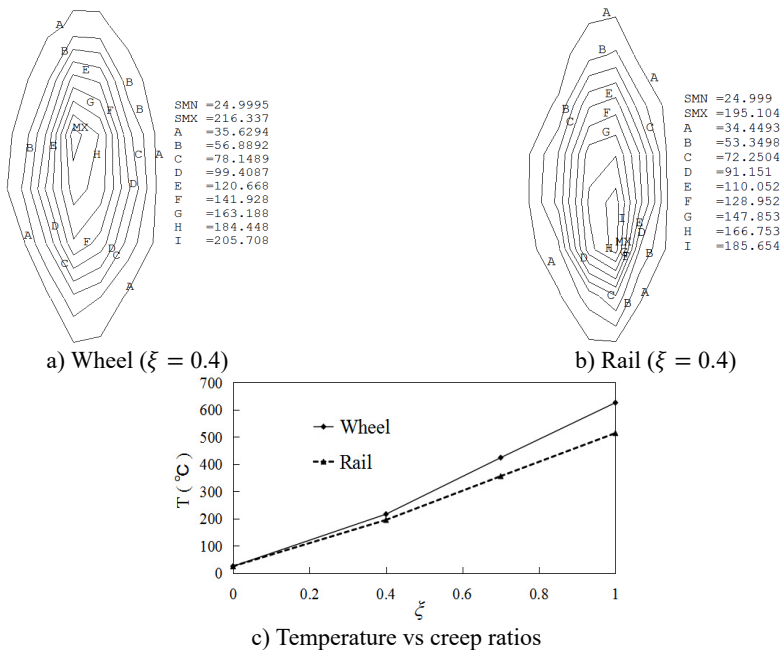 A
B
E
B
G
F
B
MX
B
E
H
C
A
D
D
A
F
D
C
C
A
SMN =24.9995
SMX =216.337
A =35.6294
B =56.8892
C =78.1489
D =99.4087
E =120.668
F =141.928
G =163.188
H =184.448
I =205.708
A
B
A
E
B
F
C
C
G
I
E
D
MX
H
B
A
D
F
E
C
A
B
SMN =24.999
SMX =195.104
A =34.4493
B =53.3498
C =72.2504
D =91.151
E =110.052
F =128.952
G =147.853
H =166.753
I =185.654
a) Wheel (ξ = 0.4)
b) Rail (ξ = 0.4)
700
600
500
400
300
200
100
0
T (℃)
Wheel
Rail
0
0.2
0.4
0.6
0.8
1
ξ
c) Temperature vs creep ratios